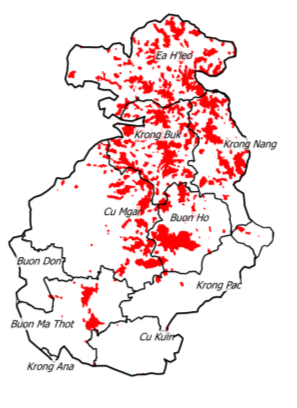 Ea H'leo
Krong Buk
Krong Nang
Cu Mgar
Buon Ho
Buon Don
Krong Pac
Buon Ma Thot
Cu Kuin
Krong Ana